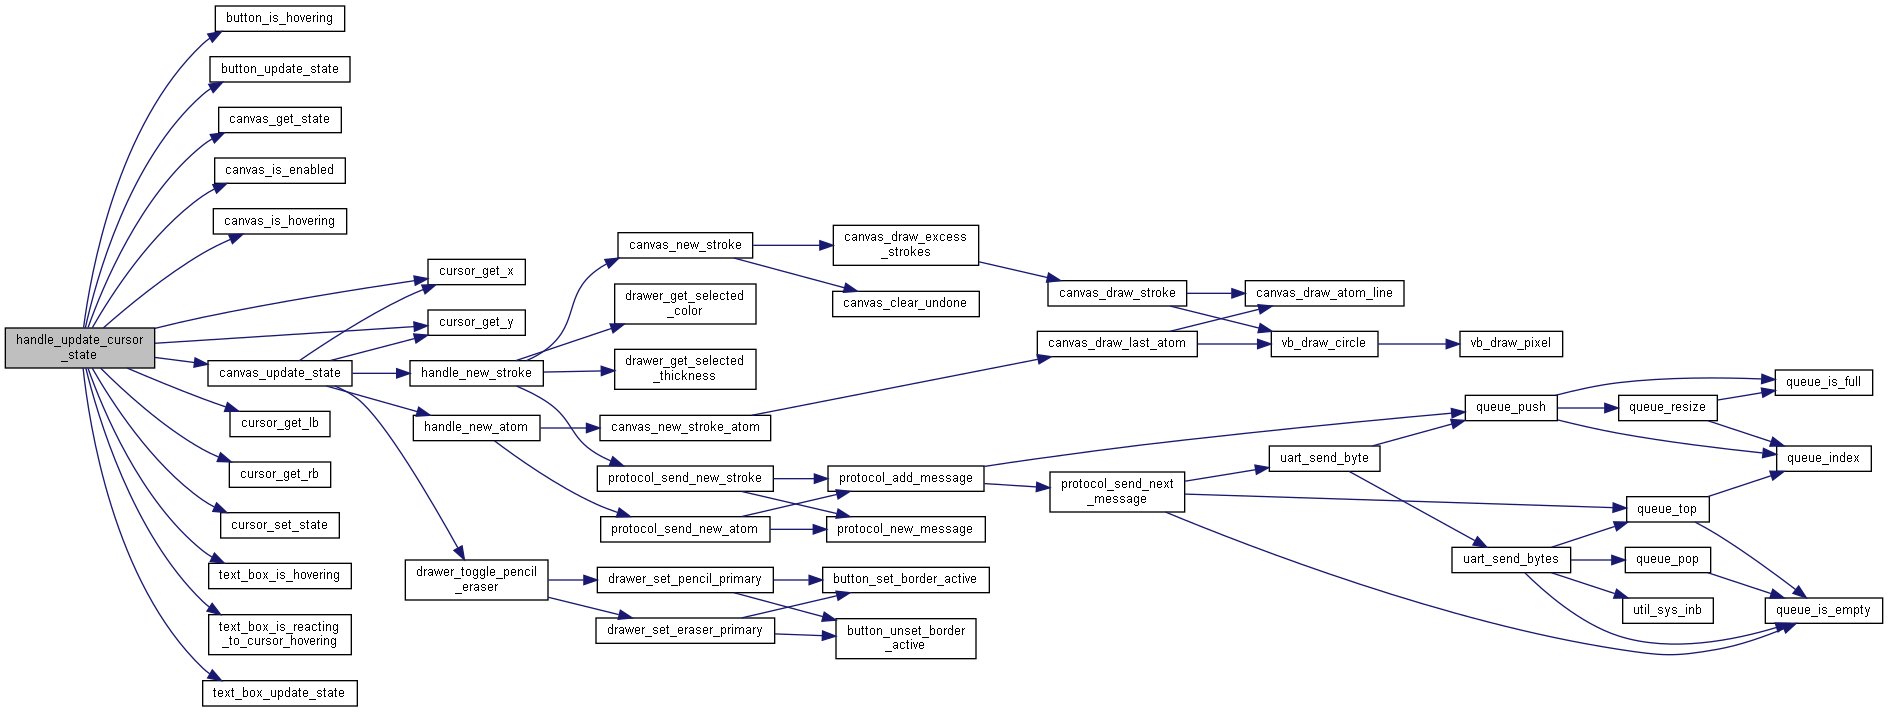 handle_update_cursor
_state
button_is_hovering
button_update_state
canvas_get_state
canvas_is_enabled
canvas_is_hovering
cursor_get_x
cursor_get_y
canvas_update_state
cursor_get_lb
cursor_get_rb
cursor_set_state
text_box_is_hovering
text_box_is_reacting
_to_cursor_hovering
text_box_update_state
handle_new_stroke
handle_new_atom
drawer_toggle_pencil
_eraser
canvas_new_stroke
drawer_get_selected
_color
drawer_get_selected
_thickness
canvas_new_stroke_atom
protocol_send_new_stroke
protocol_send_new_atom
drawer_set_pencil_primary
drawer_set_eraser_primary
canvas_draw_excess
_strokes
canvas_clear_undone
protocol_add_message
protocol_new_message
button_set_border_active
button_unset_border
_active
canvas_draw_stroke
canvas_draw_last_atom
protocol_send_next
_message
canvas_draw_atom_line
vb_draw_circle
uart_send_byte
vb_draw_pixel
queue_push
uart_send_bytes
queue_resize
queue_top
queue_pop
util_sys_inb
queue_is_full
queue_index
queue_is_empty